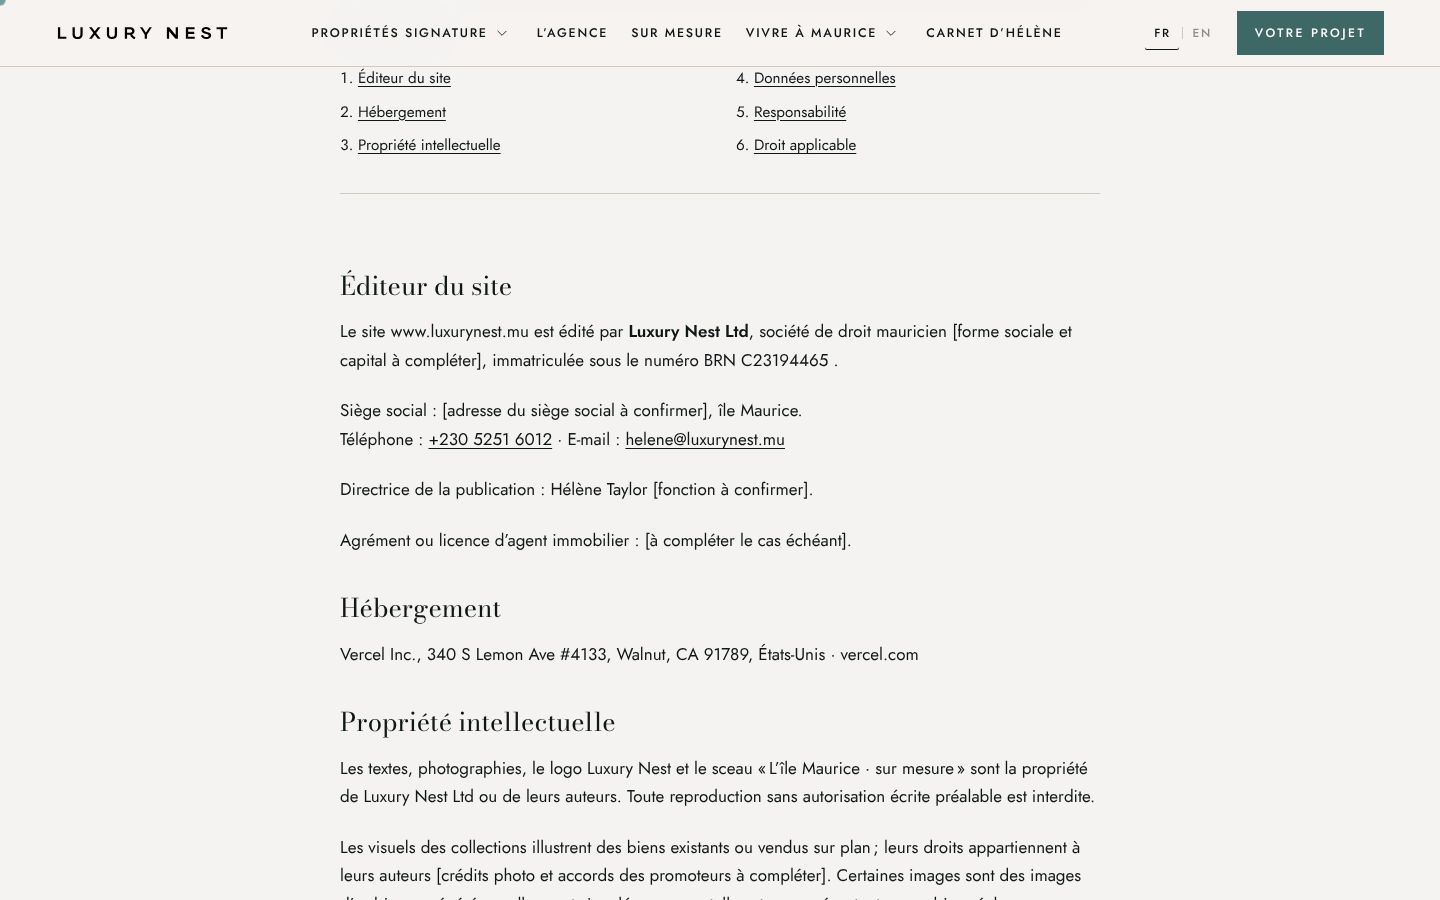 LUXURY NEST
PROPRIÉTÉS SIGNATURE
L’AGENCE
SUR MESURE
VIVRE À MAURICE
CARNET D’HÉLÈNE
FR
EN
VOTRE PROJET
1. Éditeur du site
2. Hébergement
3. Propriété intellectuelle
4. Données personnelles
5. Responsabilité
6. Droit applicable
Éditeur du site
Le site www.luxurynest.mu est édité par Luxury Nest Ltd, société de droit mauricien [forme sociale et
capital à compléter], immatriculée sous le numéro BRN C23194465 .
Siège social : [adresse du siège social à confirmer], île Maurice.
Téléphone : +230 5251 6012 · E-mail : helene@luxurynest.mu
Directrice de la publication : Hélène Taylor [fonction à confirmer].
Agrément ou licence d’agent immobilier : [à compléter le cas échéant].
Hébergement
Vercel Inc., 340 S Lemon Ave #4133, Walnut, CA 91789, États-Unis · vercel.com
Propriété intellectuelle
Les textes, photographies, le logo Luxury Nest et le sceau « L’île Maurice · sur mesure » sont la propriété
de Luxury Nest Ltd ou de leurs auteurs. Toute reproduction sans autorisation écrite préalable est interdite.
Les visuels des collections illustrent des biens existants ou vendus sur plan ; leurs droits appartiennent à
leurs auteurs [crédits photo et accords des promoteurs à compléter]. Certaines images sont des images